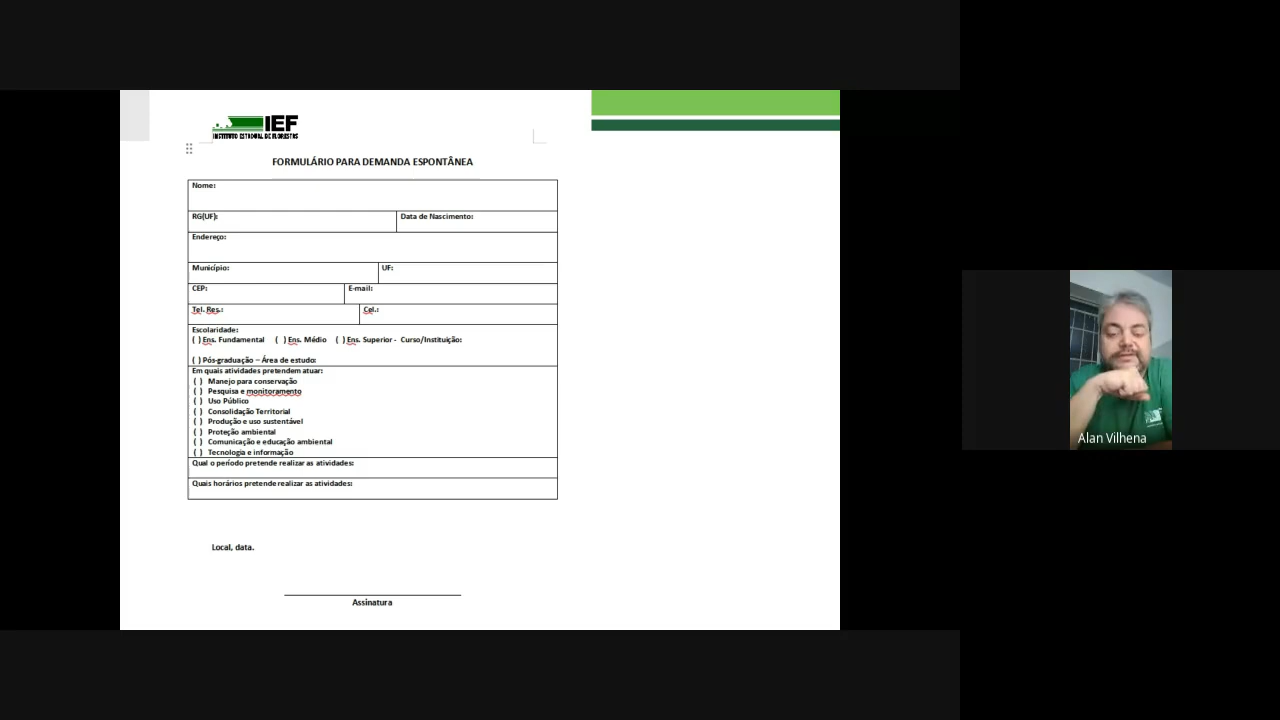 IEF
INSTITUTO ESTADUAL DE FLORESTAS
FORMULÁRIO PARA DEMANDA ESPONTÂNEA
Nome:
RG(UF): Data de Nascimento:
Endereço:
Município: UF:
CEP: E-mail:
Tel. Res.: Cel.:
Escolaridade:
( ) Ens. Fundamental ( ) Ens. Médio ( ) Ens. Superior - Curso/Instituição:
( ) Pós-graduação – Área de estudo:
Em quais atividades pretendem atuar:
( ) Manejo para conservação
( ) Pesquisa e monitoramento
( ) Uso Público
( ) Consolidação Territorial
( ) Produção e uso sustentável
( ) Proteção ambiental
( ) Comunicação e educação ambiental
( ) Tecnologia e informação
Qual o período pretende realizar as atividades:
Quais horários pretende realizar as atividades:
Local, data.
Assinatura
Alan Vilhena